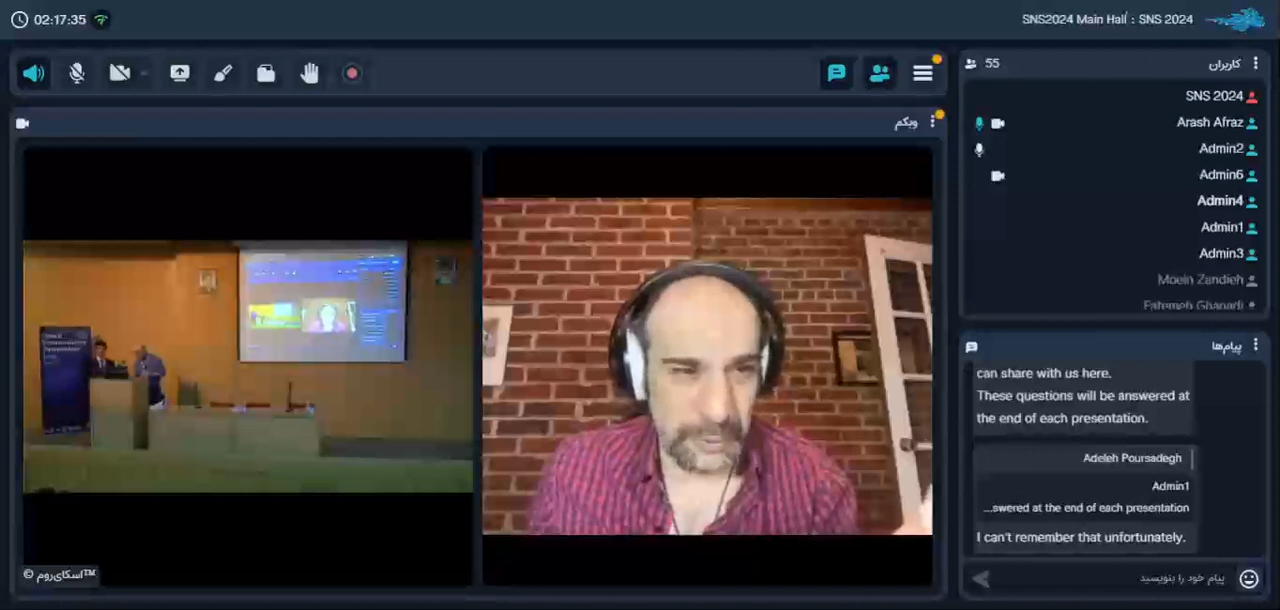 02:17:35
SNS2024 Main Hall : SNS 2024
وبکم
کاربران
55
SNS 2024
Arash Afraz
Admin2
Admin6
Admin4
Admin1
Admin3
Moein Zandieh
Fatemeh Ghanadi
پیام‌ها
can share with us here.
These questions will be answered at
the end of each presentation.
Adeleh Poursadegh
Admin1
...swered at the end of each presentation
I can't remember that unfortunately.
پیام خود را بنویسید
© اسکای‌روم™